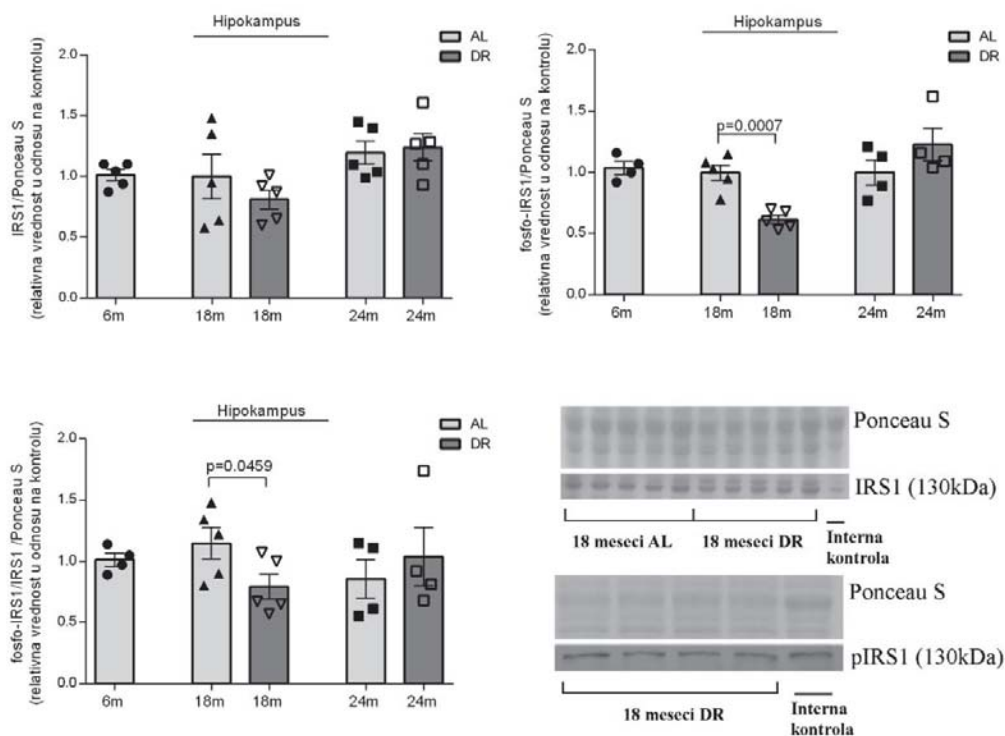 Hipokampus
AL
DR
IRS1/Ponceau S
(relativna vrednost u odnosu na kontrolu)
2.0
1.5
1.0
0.5
0.0
6m
18m
18m
24m
24m
Hipokampus
AL
DR
fosfo-IRS1/Ponceau S
(relativna vrednost u odnosu na kontrolu)
2.0
1.5
1.0
0.5
0.0
p=0.0007
6m
18m
18m
24m
24m
Hipokampus
AL
DR
fosfo-IRS1/IRS1 /Ponceau S
(relativna vrednost u odnosu na kontrolu)
2.0
1.5
1.0
0.5
0.0
p=0.0459
6m
18m
18m
24m
24m
Ponceau S
IRS1 (130kDa)
18 meseci AL
18 meseci DR
Interna
kontrola
Ponceau S
pIRS1 (130kDa)
18 meseci DR
Interna
kontrola